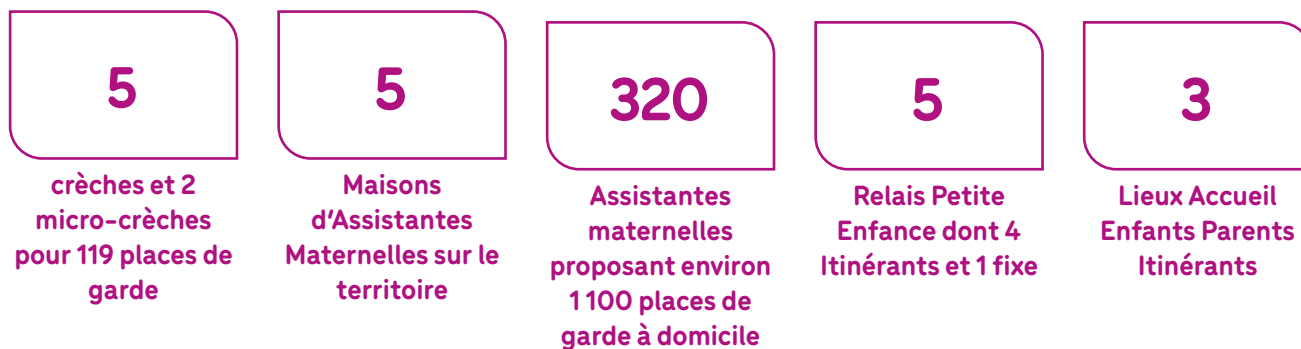 5
crèches et 2
micro-crèches
pour 119 places de
garde
5
Maisons
d'Assistantes
Maternelles sur le
territoire
320
Assistantes
maternelles
proposant environ
1 100 places de
garde à domicile
5
Relais Petite
Enfance dont 4
Itinérants et 1 fixe
3
Lieux Accueil
Enfants Parents
Itinérants